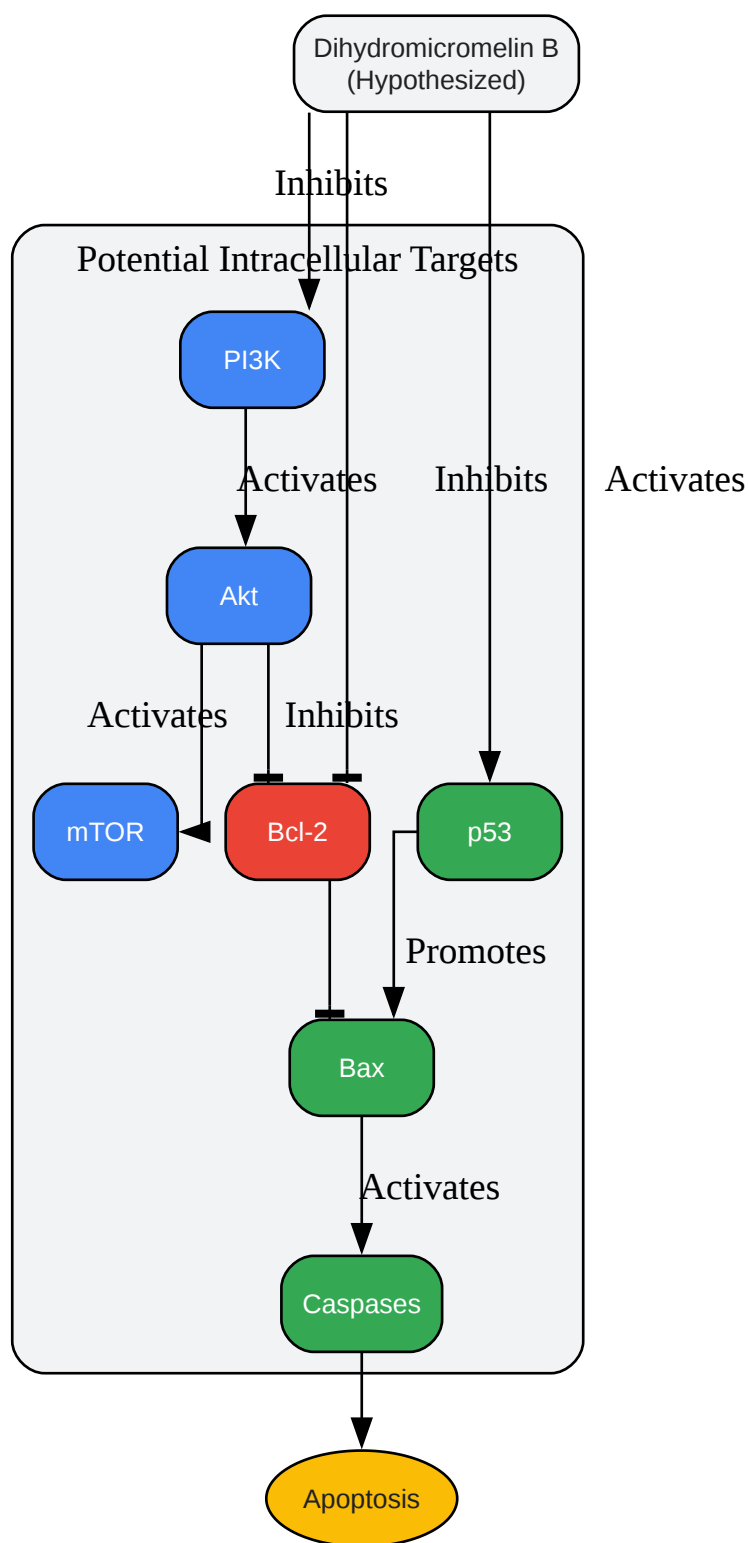 Dihydromicromelin B
(Hypothesized)
Inhibits
Potential Intracellular Targets
PI3K
Activates
Inhibits
Activates
Akt
Activates
Inhibits
mTOR
Bcl-2
p53
Promotes
Bax
Activates
Caspases
Apoptosis